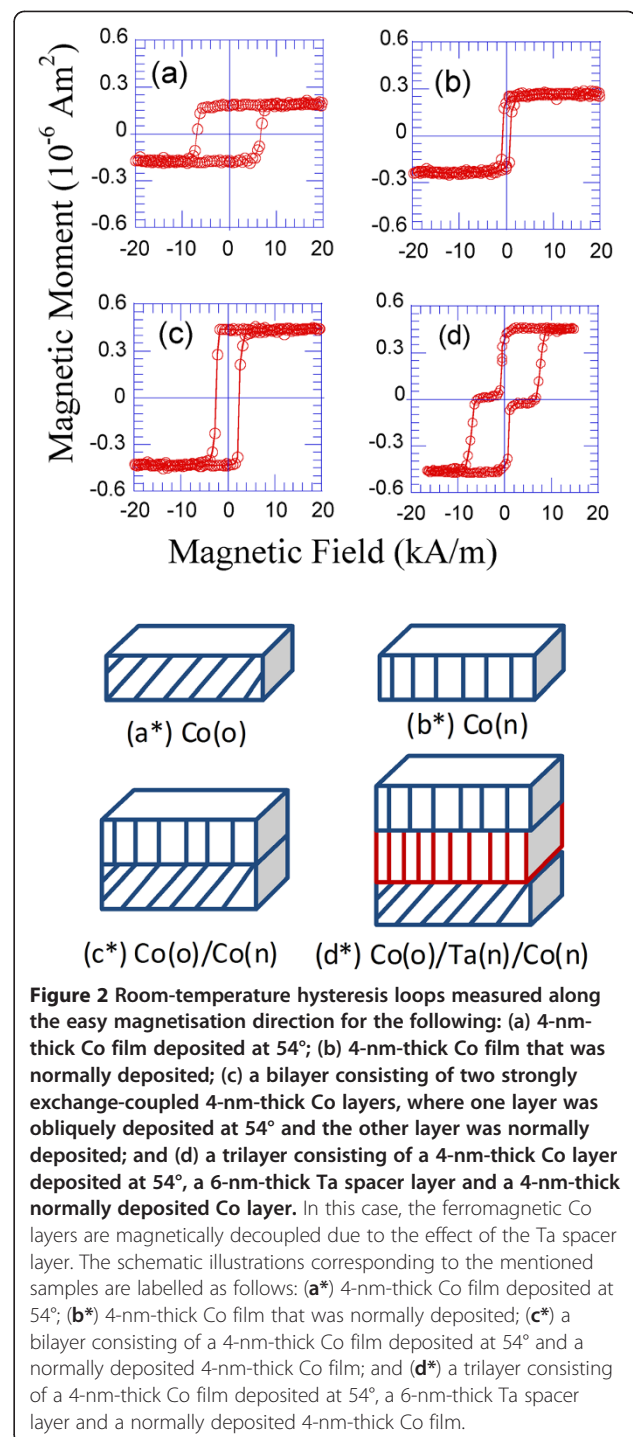 Magnetic Moment (10⁻⁶ Am²)
(a)
0.6
0.3
0
-0.3
-0.6
-20 -10 0 10 20
(b)
0.6
0.3
0
-0.3
-0.6
-20 -10 0 10 20
(c)
0.6
0.3
0
-0.3
-0.6
-20 -10 0 10 20
(d)
0.6
0.3
0
-0.3
-0.6
-20 -10 0 10 20
Magnetic Field (kA/m)
(a*) Co(o)
(b*) Co(n)
(c*) Co(o)/Co(n)
(d*) Co(o)/Ta(n)/Co(n)
Figure 2 Room-temperature hysteresis loops measured along
the easy magnetisation direction for the following: (a) 4-nm-
thick Co film deposited at 54°; (b) 4-nm-thick Co film that was
normally deposited; (c) a bilayer consisting of two strongly
exchange-coupled 4-nm-thick Co layers, where one layer was
obliquely deposited at 54° and the other layer was normally
deposited; and (d) a trilayer consisting of a 4-nm-thick Co layer
deposited at 54°, a 6-nm-thick Ta spacer layer and a 4-nm-thick
normally deposited Co layer. In this case, the ferromagnetic Co
layers are magnetically decoupled due to the effect of the Ta spacer
layer. The schematic illustrations corresponding to the mentioned
samples are labelled as follows: (a*) 4-nm-thick Co film deposited at
54°; (b*) 4-nm-thick Co film that was normally deposited; (c*) a
bilayer consisting of a 4-nm-thick Co film deposited at 54° and a
normally deposited 4-nm-thick Co film; and (d*) a trilayer consisting
of a 4-nm-thick Co film deposited at 54°, a 6-nm-thick Ta spacer
layer and a normally deposited 4-nm-thick Co film.